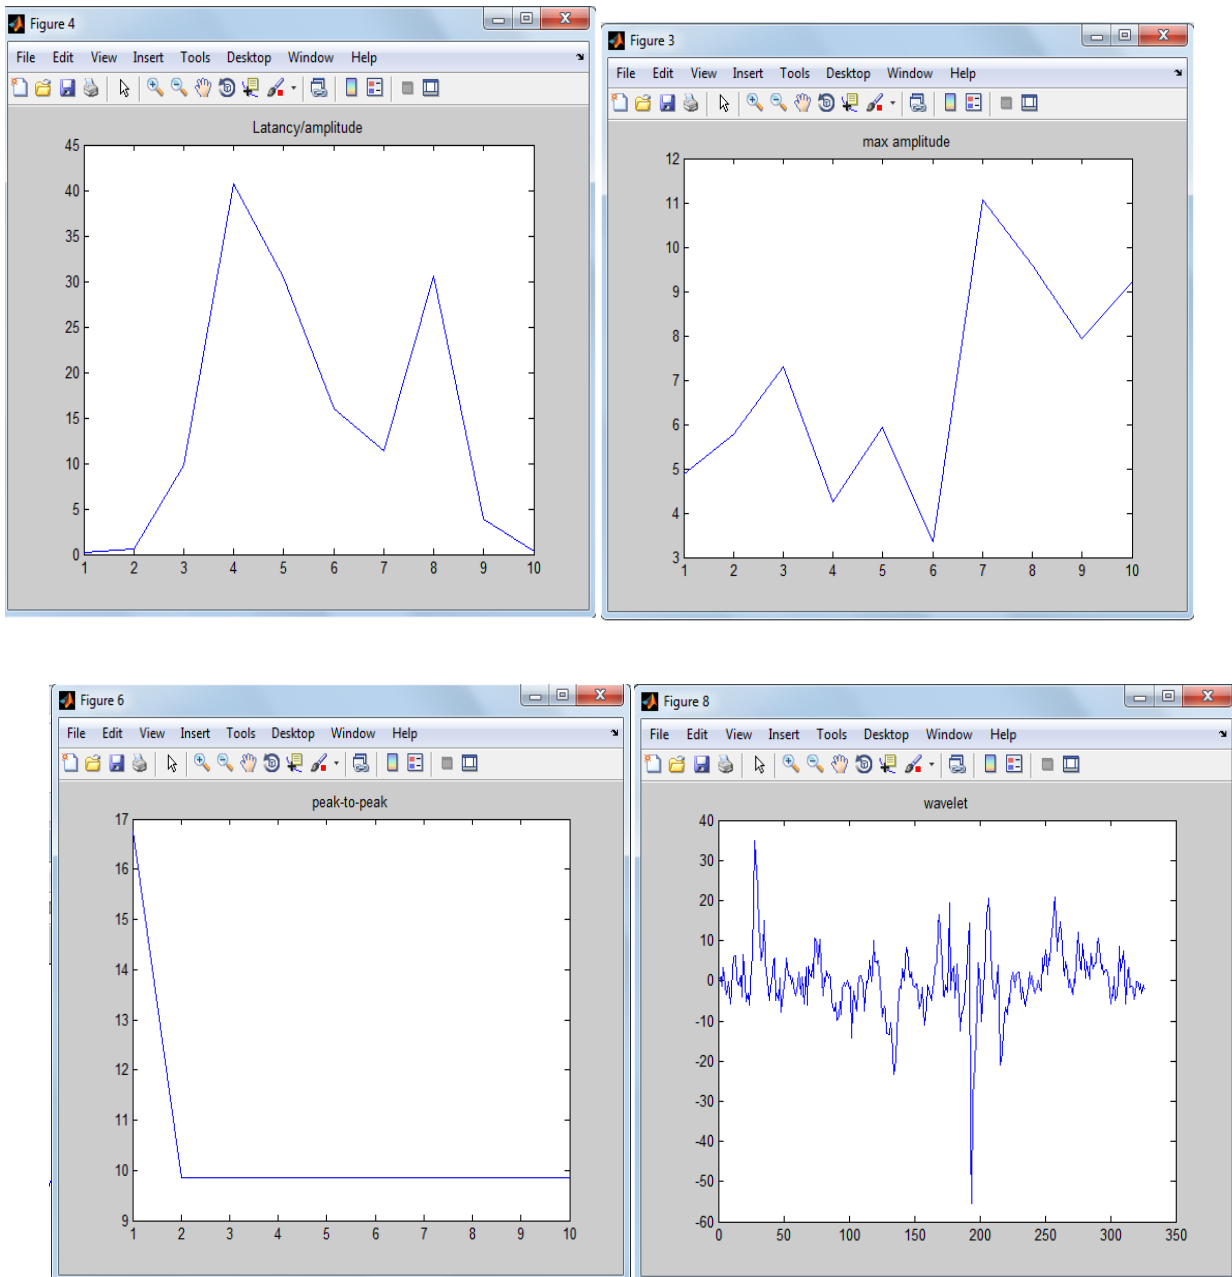 Figure 4
File Edit View Insert Tools Desktop Window Help
Latancy/amplitude
45
40
35
30
25
20
15
10
5
0
1 2 3 4 5 6 7 8 9 10
Figure 3
File Edit View Insert Tools Desktop Window Help
max amplitude
12
11
10
9
8
7
6
5
4
3
1 2 3 4 5 6 7 8 9 10
Figure 6
File Edit View Insert Tools Desktop Window Help
peak-to-peak
17
16
15
14
13
12
11
10
9
1 2 3 4 5 6 7 8 9 10
Figure 8
File Edit View Insert Tools Desktop Window Help
wavelet
40
30
20
10
0
-10
-20
-30
-40
-50
-60
0 50 100 150 200 250 300 350